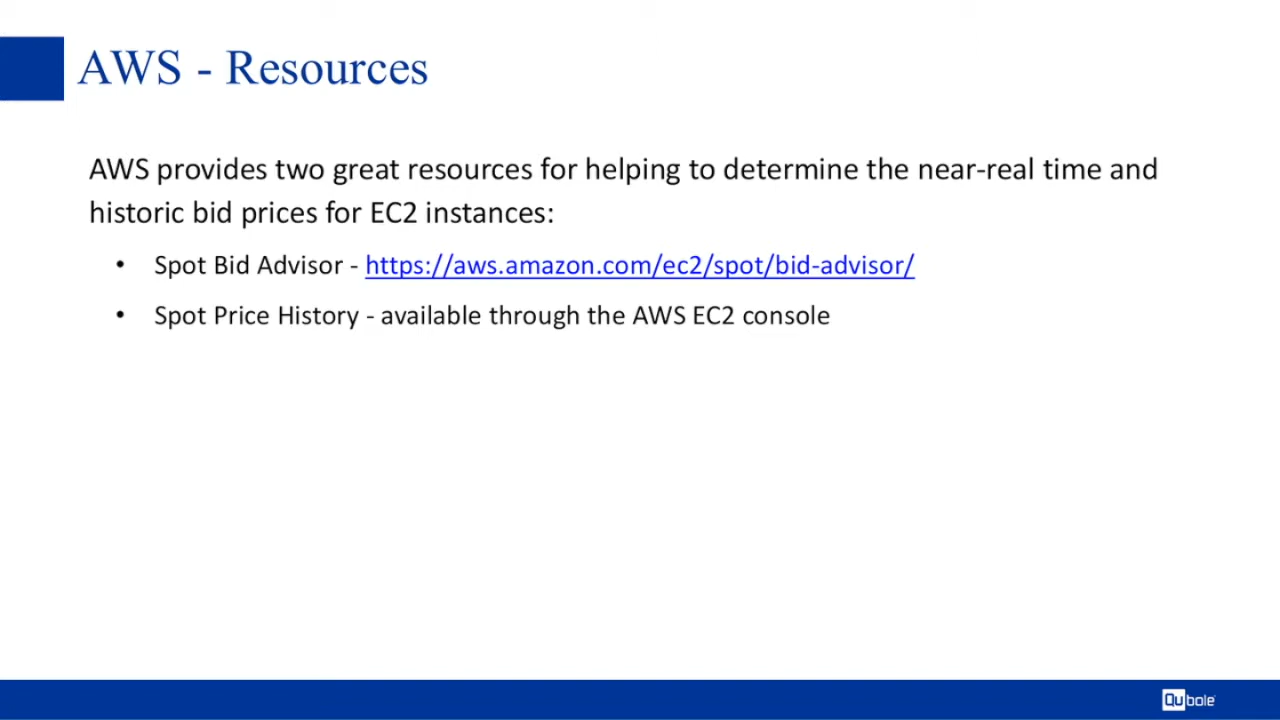 AWS - Resources
AWS provides two great resources for helping to determine the near-real time and
historic bid prices for EC2 instances:
• Spot Bid Advisor - https://aws.amazon.com/ec2/spot/bid-advisor/
• Spot Price History - available through the AWS EC2 console
Qubole